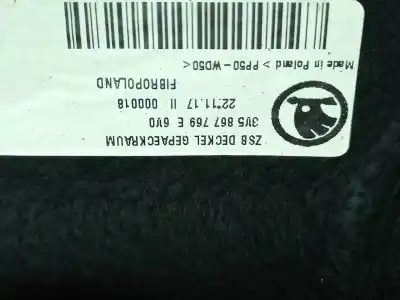 ZSB DECKEL GEPAECKRAUM
3V5 867 769 E 6V0
22.11.17 II 000018
FIBROPOLAND
Made in Poland > PP50-WD50<